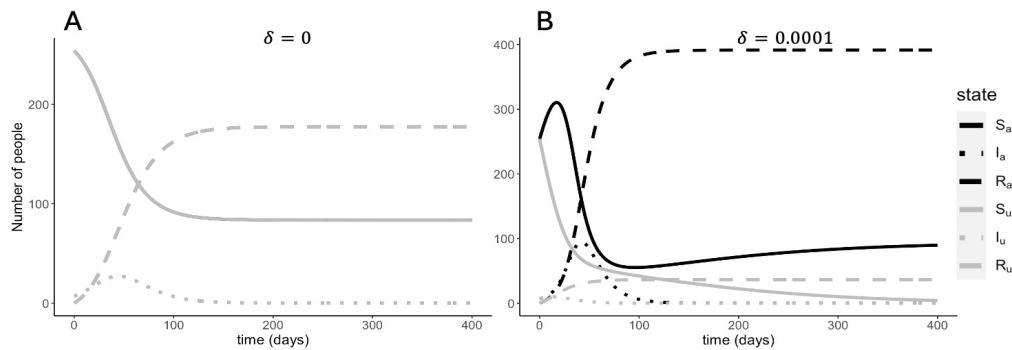 A
δ = 0
Number of people
200
100
0
0
100
200
300
400
time (days)
B
δ = 0.0001
400
300
200
100
0
0
100
200
300
400
time (days)
state
Sa
Ia
Ra
Su
Iu
Ru